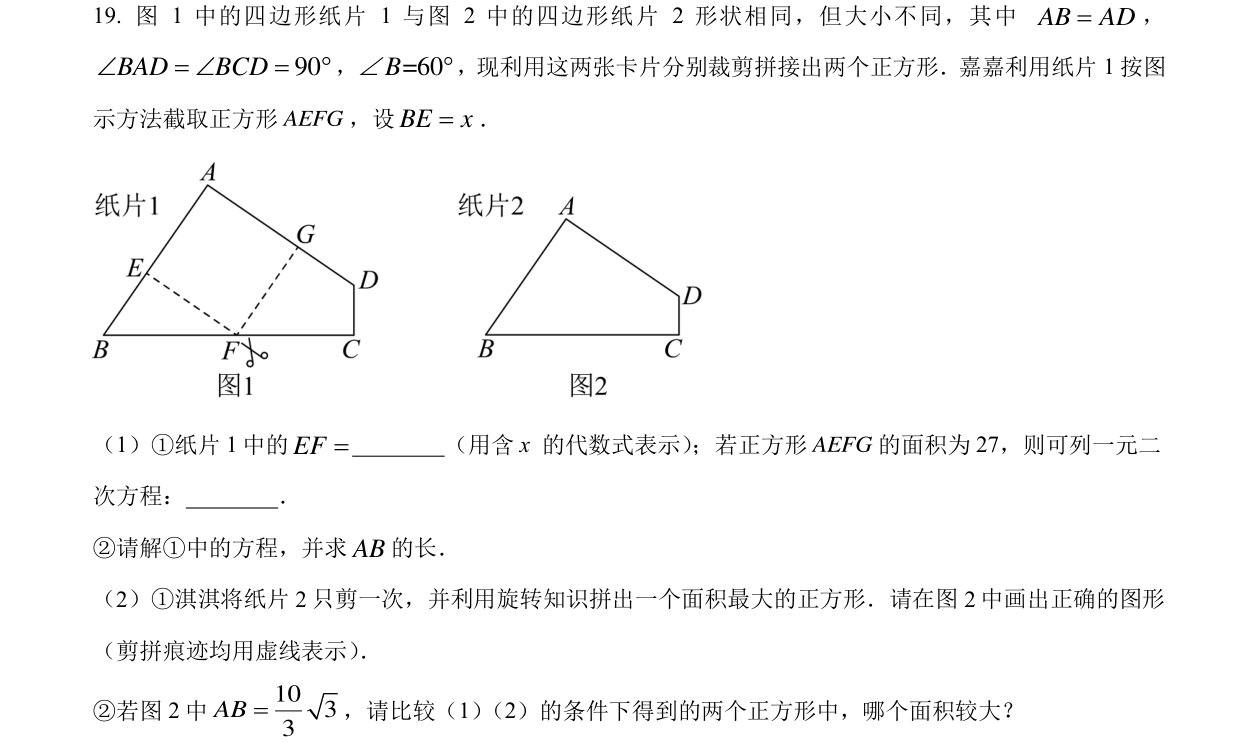 19. 图 1 中的四边形纸片 1 与图 2 中的四边形纸片 2 形状相同，但大小不同，其中 AB = AD，
∠BAD = ∠BCD = 90°，∠B=60°，现利用这两张卡片分别裁剪拼接出两个正方形．嘉嘉利用纸片 1 按图
示方法截取正方形 AEFG，设 BE = x．
纸片1
A
G
E
D
B
F
C
图1
纸片2
A
D
B
C
图2
（1）①纸片 1 中的 EF = ________（用含 x 的代数式表示）；若正方形 AEFG 的面积为 27，则可列一元二
次方程：________．
②请解①中的方程，并求 AB 的长．
（2）①淇淇将纸片 2 只剪一次，并利用旋转知识拼出一个面积最大的正方形．请在图 2 中画出正确的图形
（剪拼痕迹均用虚线表示）．
②若图 2 中 AB = 10/3 √3，请比较（1）（2）的条件下得到的两个正方形中，哪个面积较大？